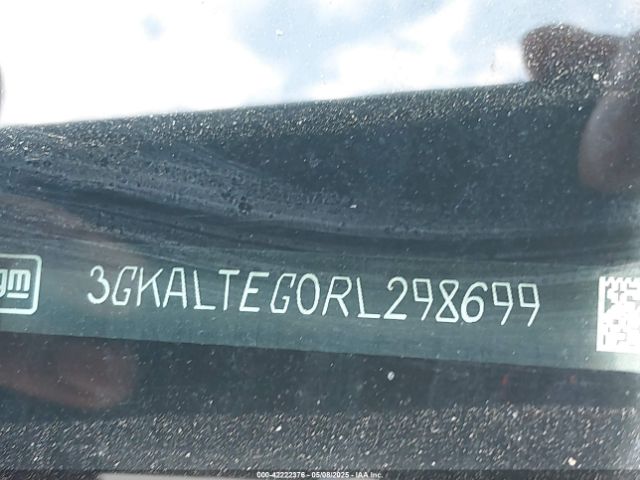 gm
3GKALTEG0RL298699
000-42222376 - 05/08/2025 - IAA Inc.